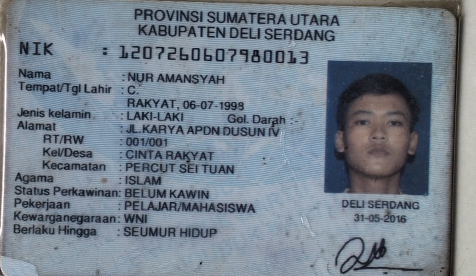 PROVINSI SUMATERA UTARA
KABUPATEN DELI SERDANG
NIK : 1207260607980013
Nama : NUR AMANSYAH
Tempat/Tgl Lahir : C.
RAKYAT, 06-07-1998
Jenis kelamin : LAKI-LAKI Gol. Darah : -
Alamat : JL.KARYA APDN DUSUN IV
RT/RW : 001/001
Kel/Desa : CINTA RAKYAT
Kecamatan : PERCUT SEI TUAN
Agama : ISLAM
Status Perkawinan: BELUM KAWIN
Pekerjaan : PELAJAR/MAHASISWA
Kewarganegaraan: WNI
Berlaku Hingga : SEUMUR HIDUP
DELI SERDANG
31-05-2016